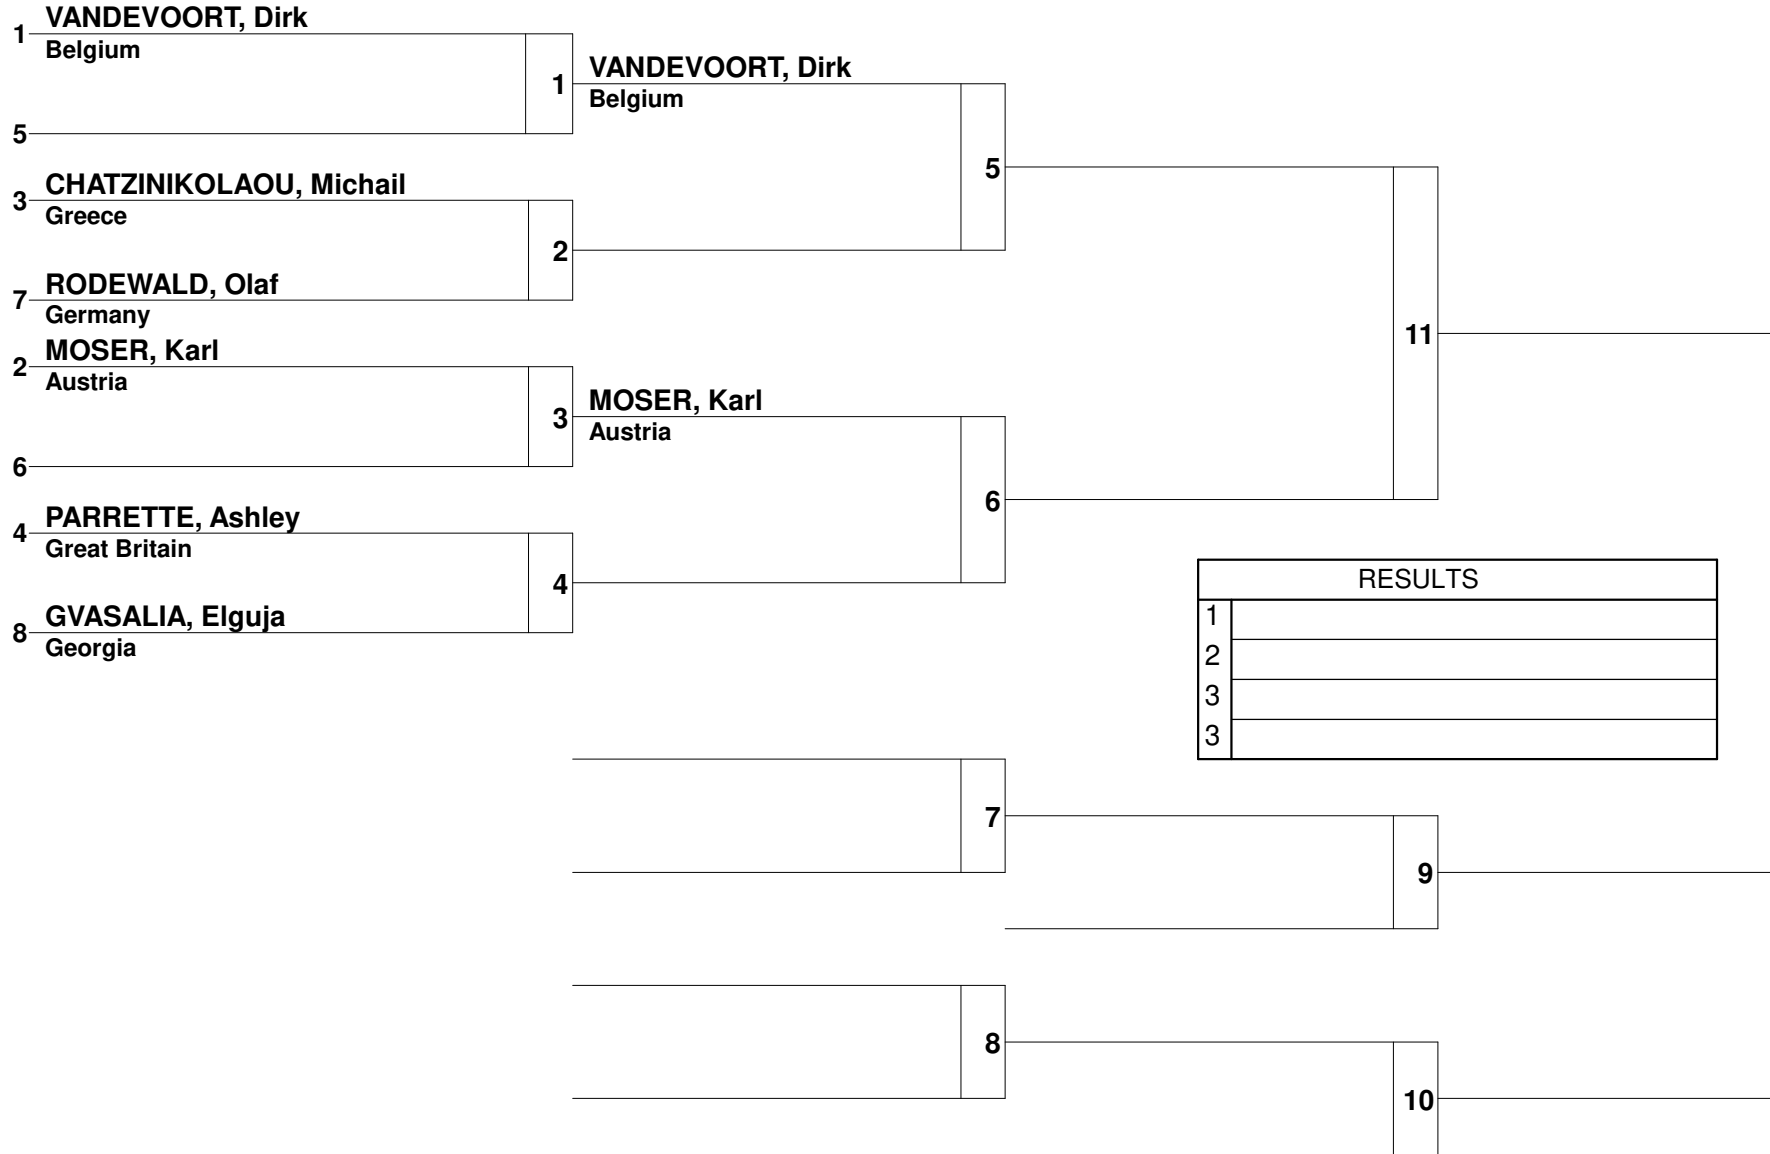 VANDEVOORT, Dirk
1
Belgium
5
CHATZINIKOLAOU, Michail
3
Greece
RODEWALD, Olaf
7
Germany
MOSER, Karl
2
Austria
6
PARRETTE, Ashley
4
Great Britain
GVASALIA, Elguja
8
Georgia
1
VANDEVOORT, Dirk
Belgium
2
3
MOSER, Karl
Austria
4
5
6
11
RESULTS
1
2
3
3
7
9
8
10